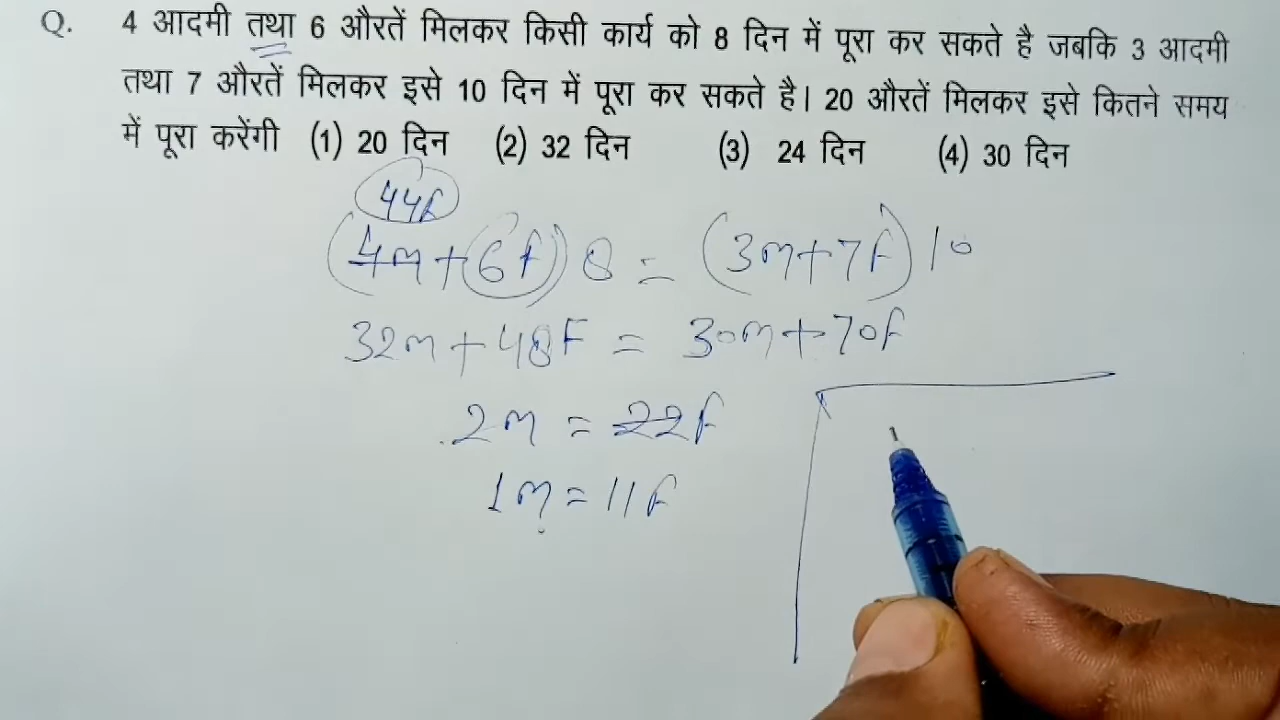 Q. 4 आदमी तथा 6 औरतें मिलकर किसी कार्य को 8 दिन में पूरा कर सकते है जबकि 3 आदमी
तथा 7 औरतें मिलकर इसे 10 दिन में पूरा कर सकते है। 20 औरतें मिलकर इसे कितने समय
में पूरा करेंगी (1) 20 दिन (2) 32 दिन (3) 24 दिन (4) 30 दिन
44f
(4m+6f) 8 = (3m+7f) 10
32m+48F = 30m+70f
2m = 22f
1m = 11f